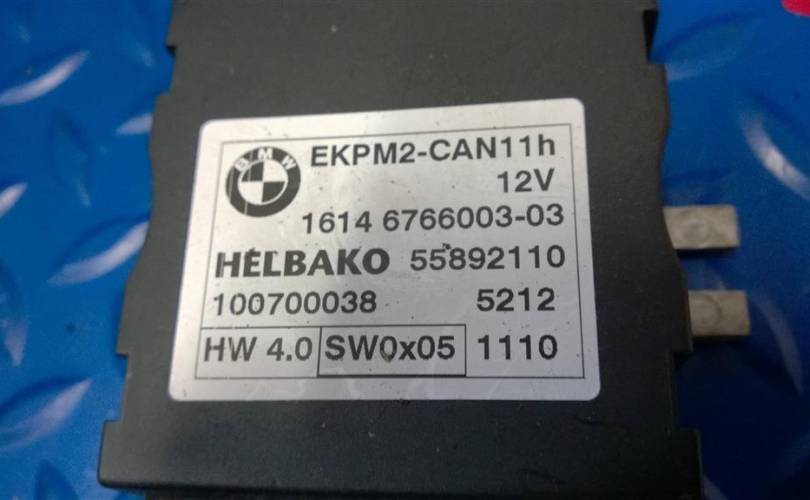 BMW
EKPM2-CAN11h
12V
1614 6766003-03
HELBAKO 55892110
100700038 5212
HW 4.0 SW0x05 1110